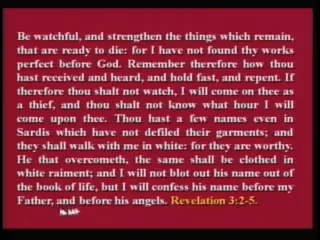 Be watchful, and strengthen the things which remain,
that are ready to die: for I have not found thy works
perfect before God. Remember therefore how thou
hast received and heard, and hold fast, and repent. If
therefore thou shalt not watch, I will come on thee as
a thief, and thou shalt not know what hour I will
come upon thee. Thou hast a few names even in
Sardis which have not defiled their garments; and
they shall walk with me in white: for they are worthy.
He that overcometh, the same shall be clothed in
white raiment; and I will not blot out his name out of
the book of life, but I will confess his name before my
Father, and before his angels. Revelation 3:2-5.